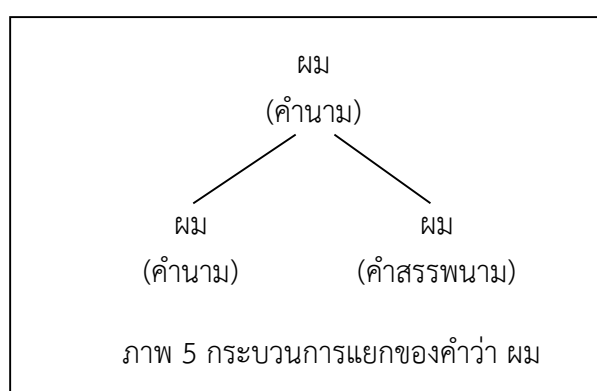 ผม
(คำนาม)
ผม ผม
(คำนาม) (คำสรรพนาม)
ภาพ 5 กระบวนการแยกของคำว่า ผม